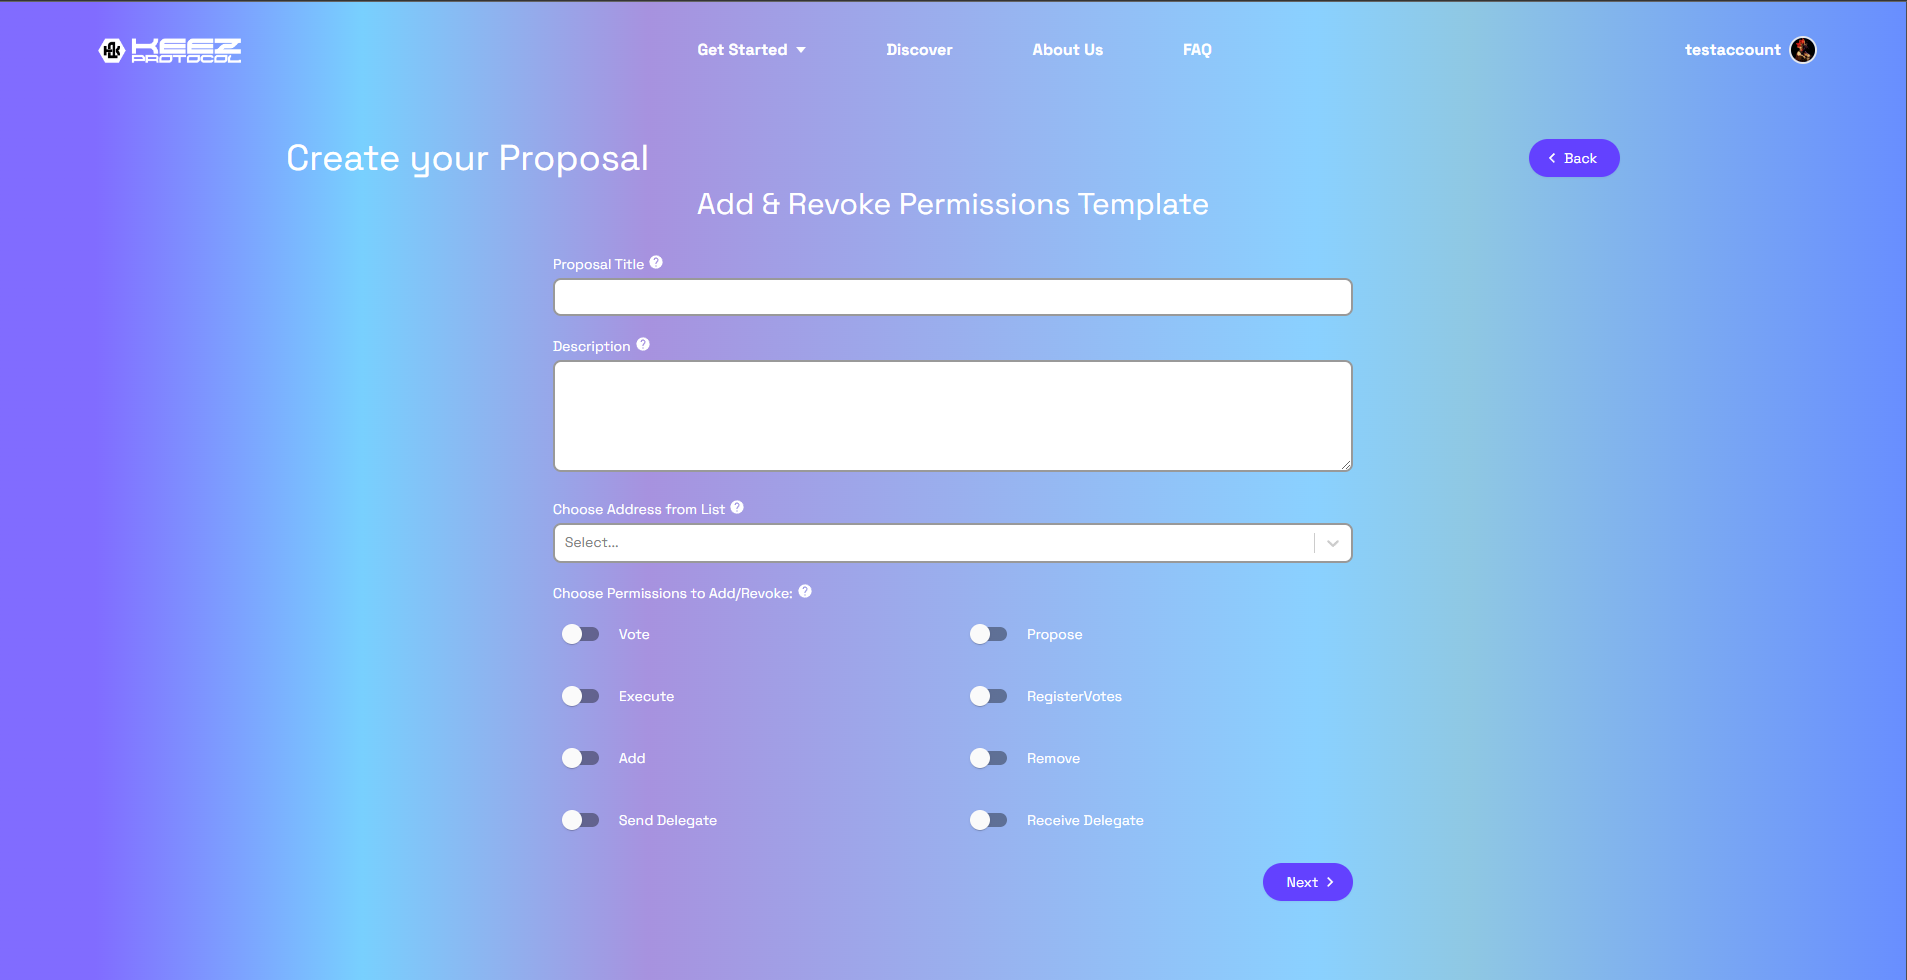 KEEZ
PROTOCOL
Get Started
Discover
About Us
FAQ
testaccount
Create your Proposal
Back
Add & Revoke Permissions Template
Proposal Title ?
Description ?
Choose Address from List ?
Select...
Choose Permissions to Add/Revoke: ?
Vote
Propose
Execute
RegisterVotes
Add
Remove
Send Delegate
Receive Delegate
Next